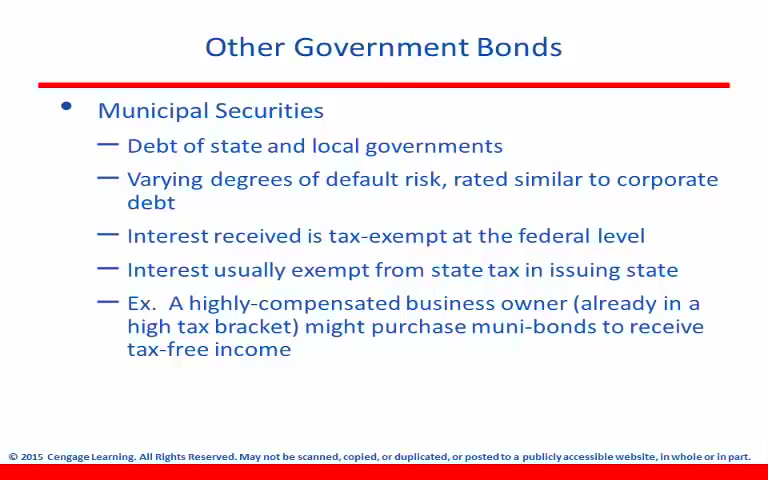 Other Government Bonds
• Municipal Securities
— Debt of state and local governments
— Varying degrees of default risk, rated similar to corporate
debt
— Interest received is tax-exempt at the federal level
— Interest usually exempt from state tax in issuing state
— Ex. A highly-compensated business owner (already in a
high tax bracket) might purchase muni-bonds to receive
tax-free income
© 2015 Cengage Learning. All Rights Reserved. May not be scanned, copied, or duplicated, or posted to a publicly accessible website, in whole or in part.